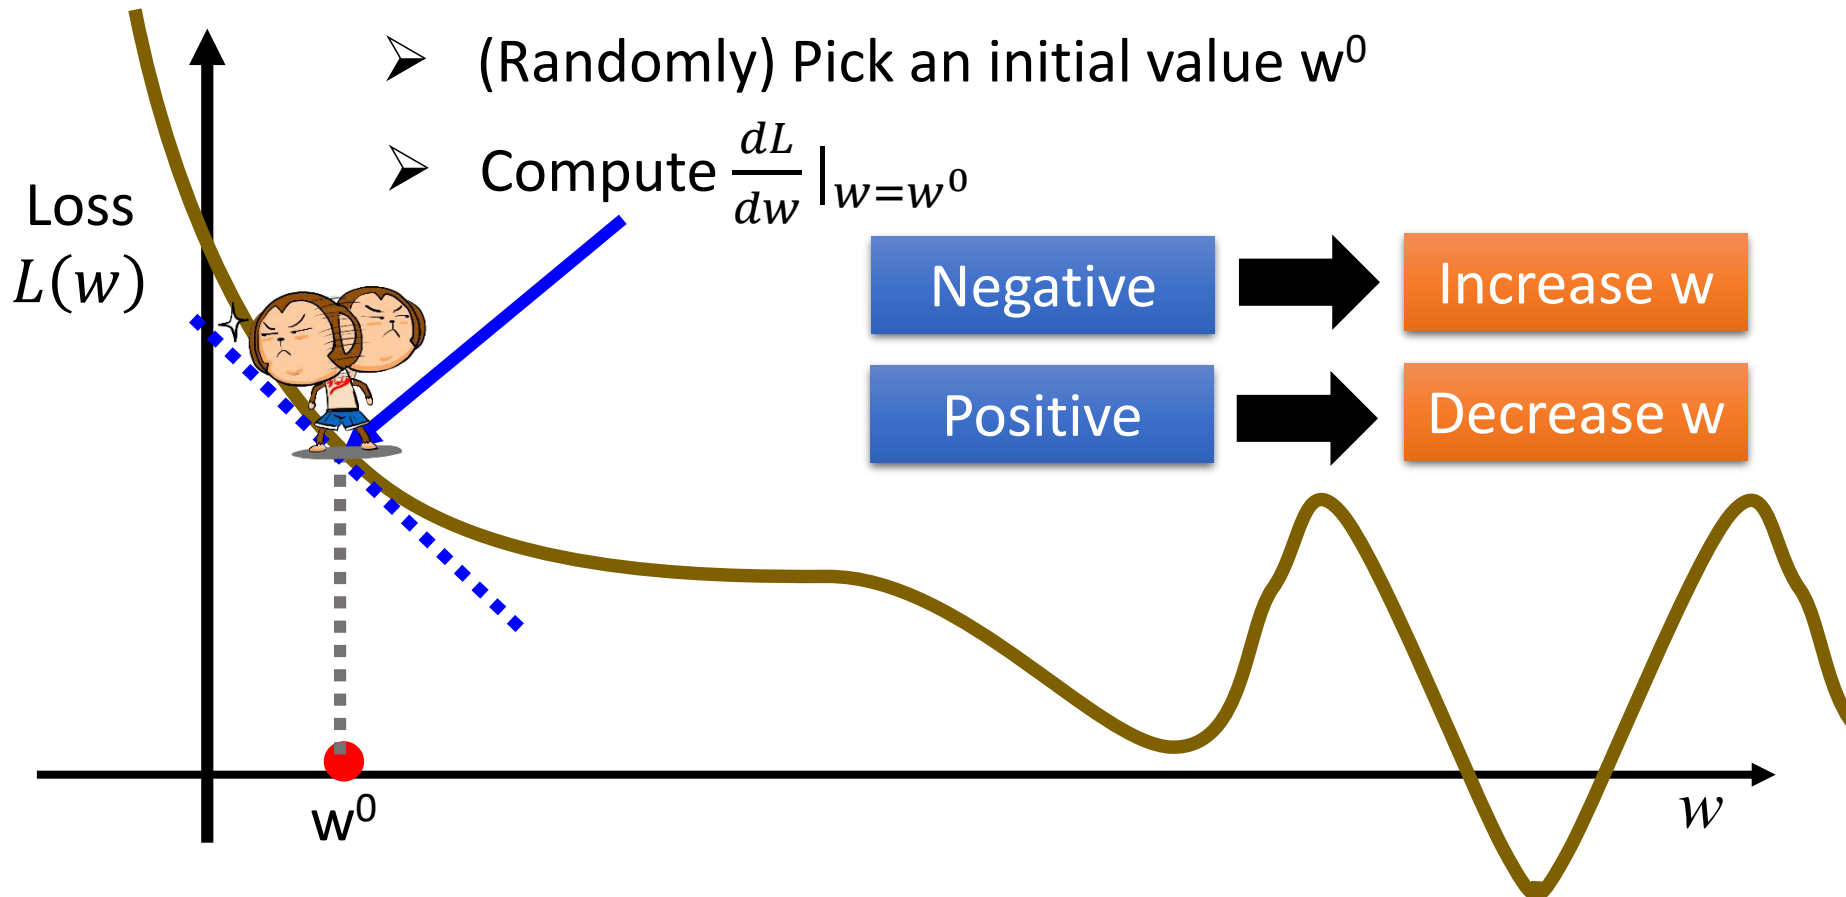 (Randomly) Pick an initial value w⁰
Compute dL/dw |w=w⁰
Loss
L(w)
Negative
Increase w
Positive
Decrease w
w⁰
w